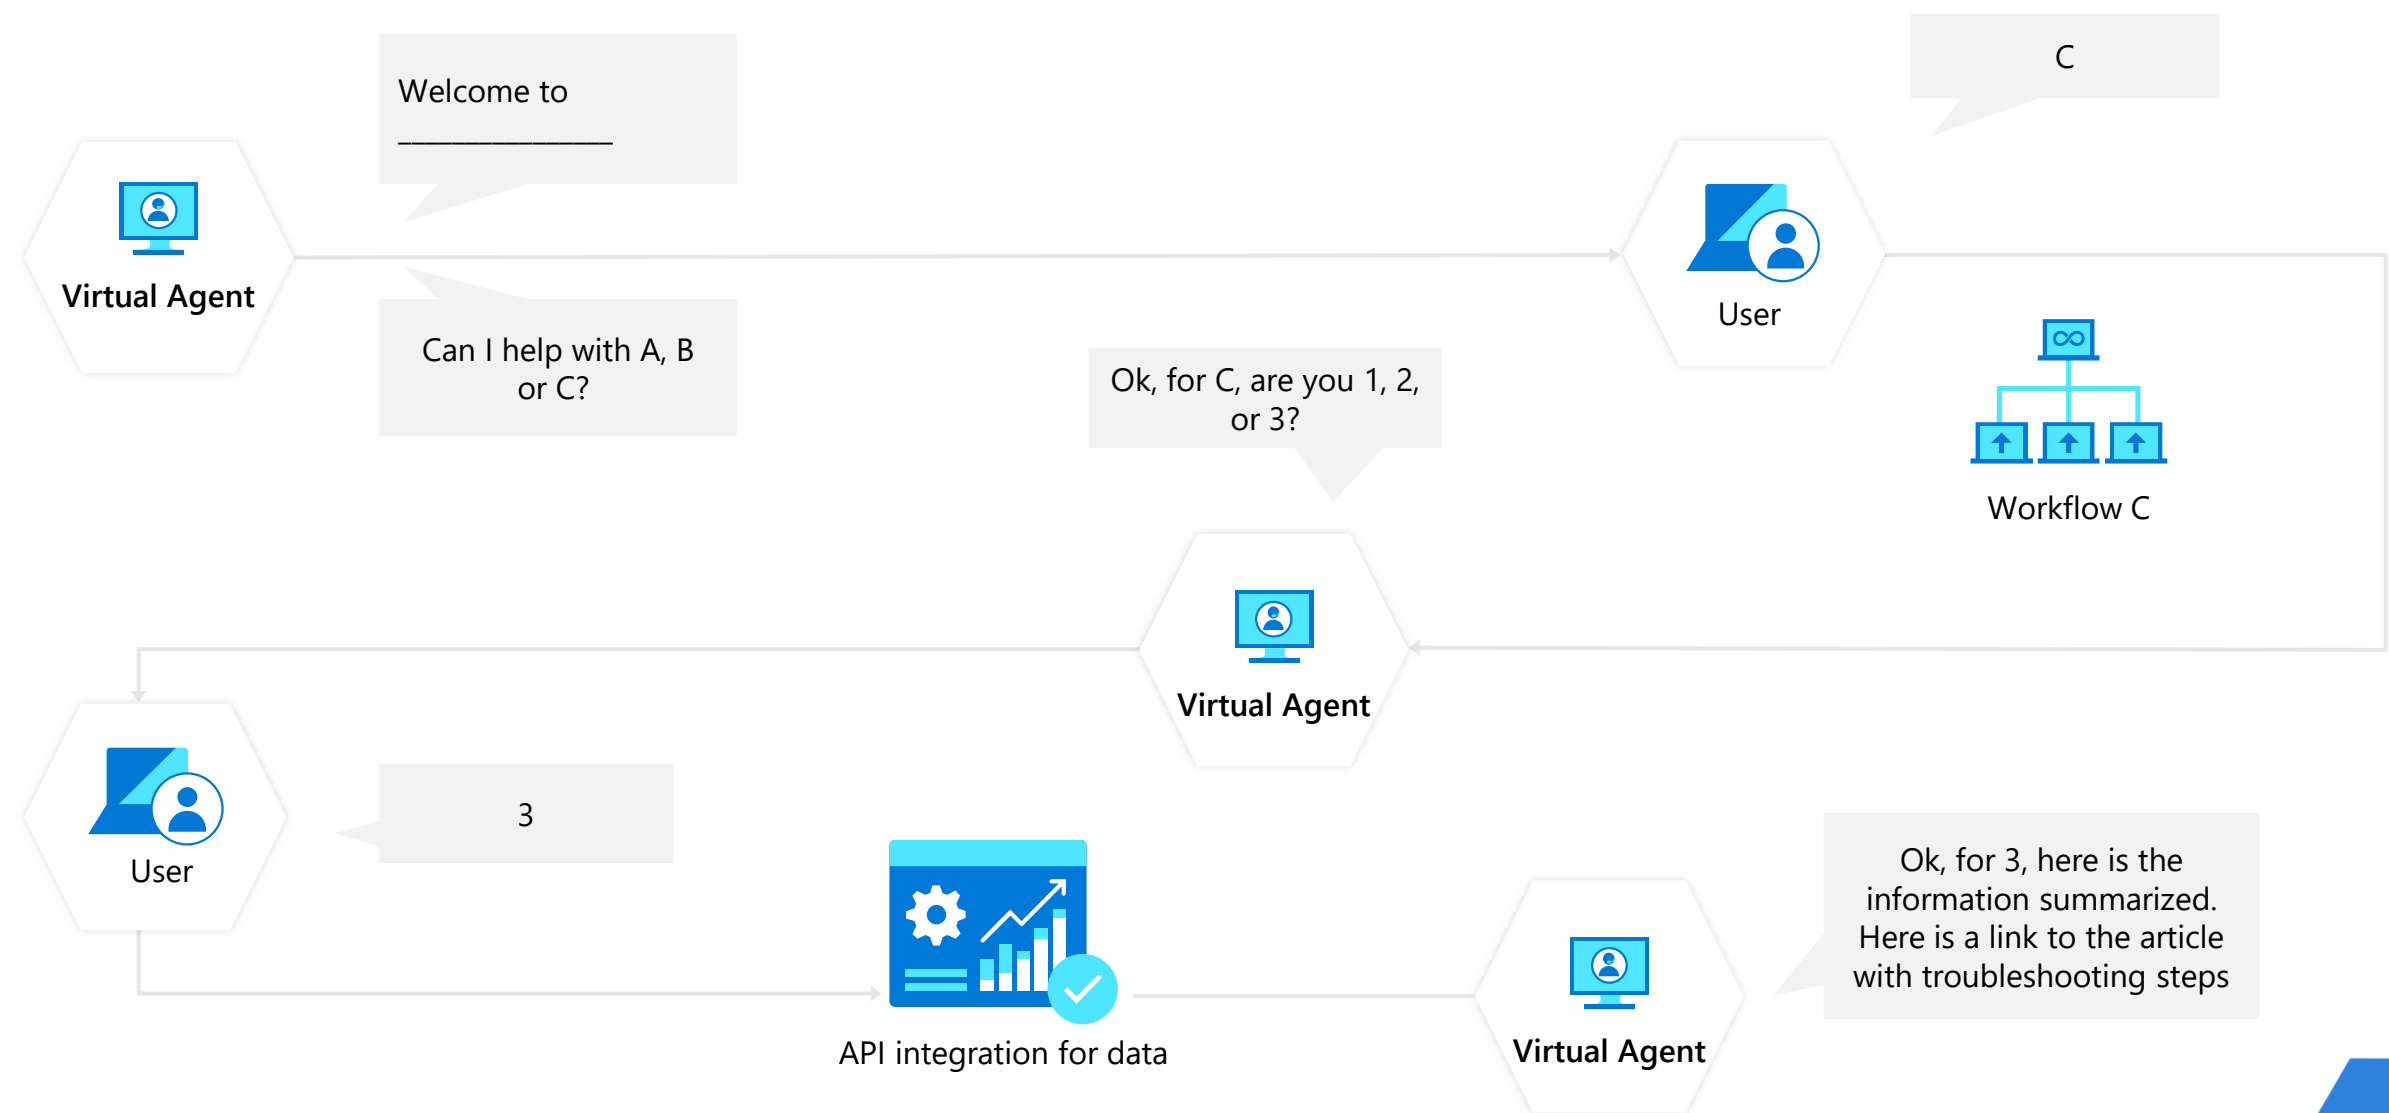 Welcome to
________________
Virtual Agent
Can I help with A, B
or C?
C
User
Workflow C
Ok, for C, are you 1, 2,
or 3?
Virtual Agent
User
3
API integration for data
Virtual Agent
Ok, for 3, here is the
information summarized.
Here is a link to the article
with troubleshooting steps